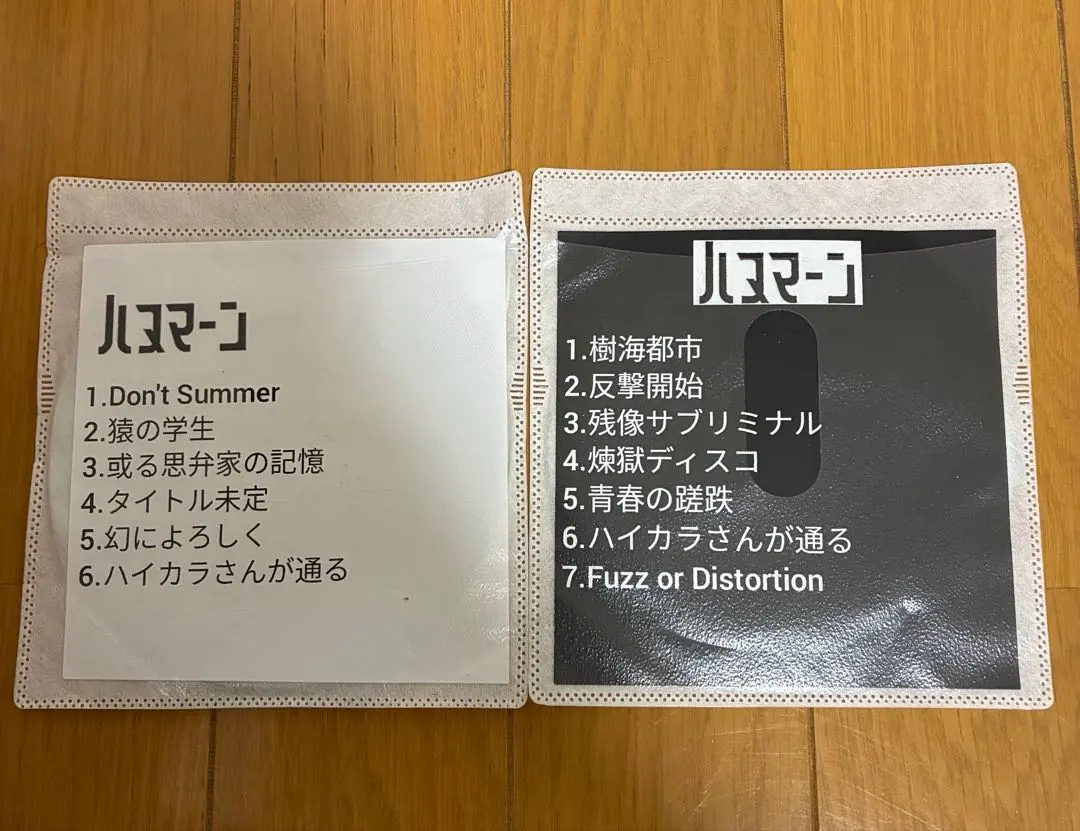 ハヌマーン
1.Don't Summer
2.猿の学生
3.或る思弁家の記憶
4.タイトル未定
5.幻によろしく
6.ハイカラさんが通る
ハヌマーン
1.樹海都市
2.反撃開始
3.残像サブリミナル
4.煉獄ディスコ
5.青春の蹉跌
6.ハイカラさんが通る
7.Fuzz or Distortion